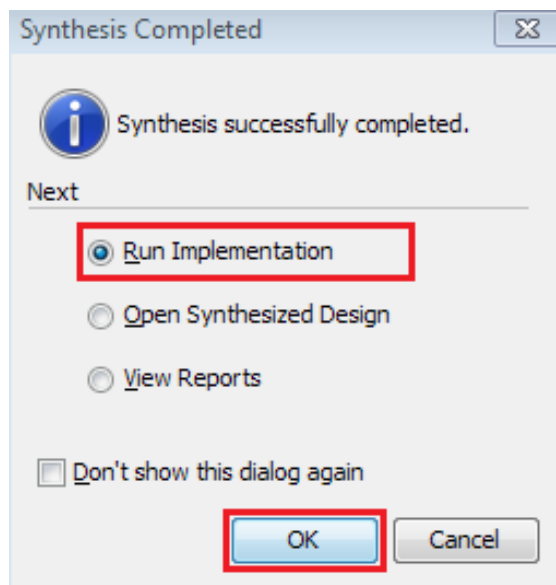 Synthesis Completed
Synthesis successfully completed.
Next
Run Implementation
Open Synthesized Design
View Reports
Don't show this dialog again
OK Cancel